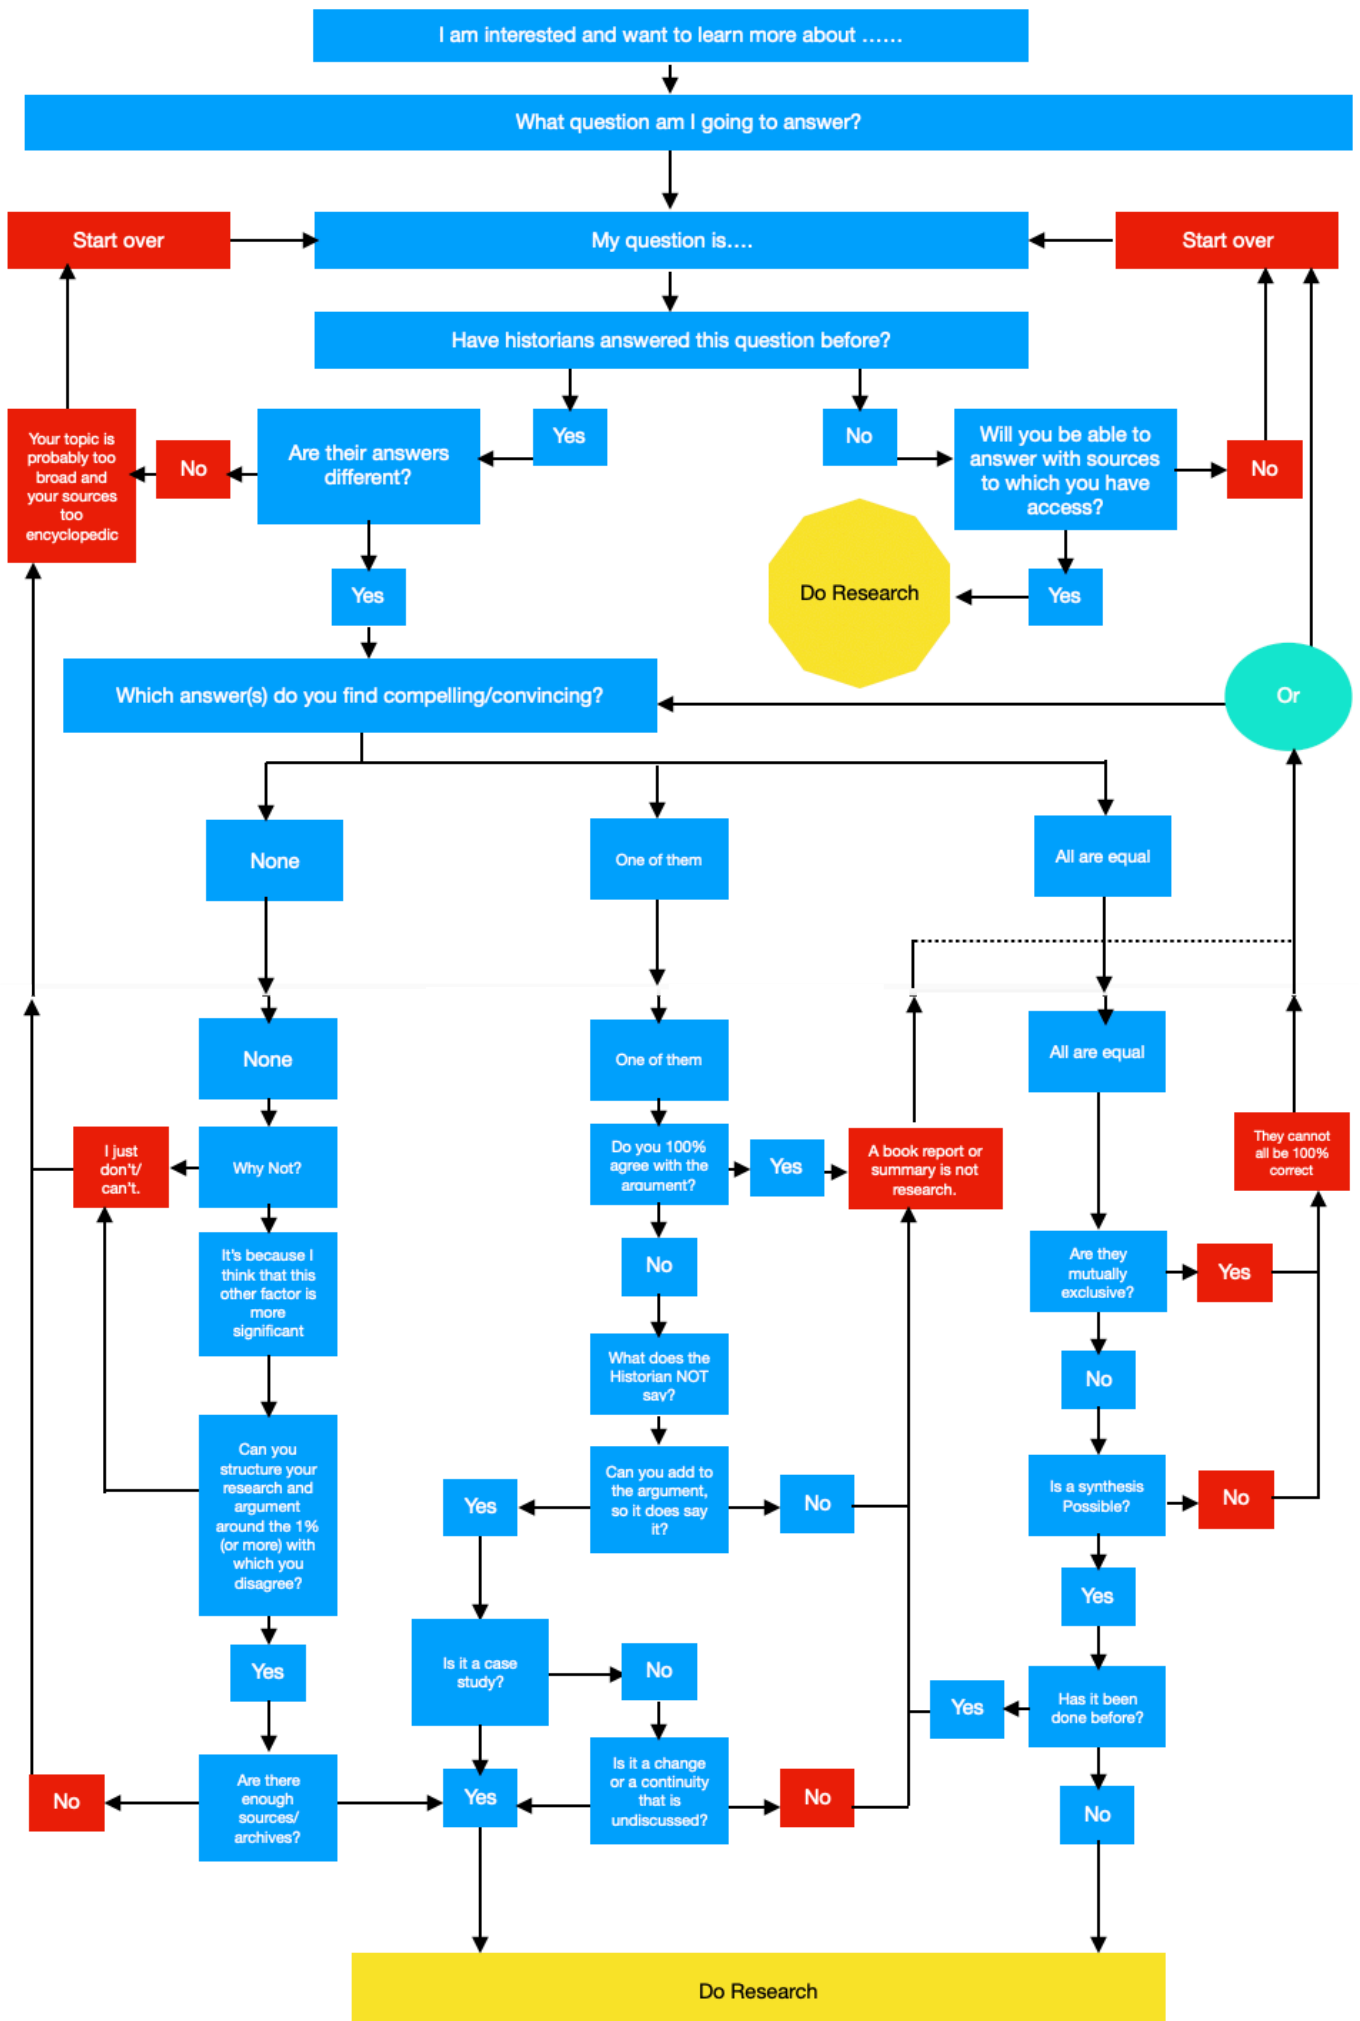 I am interested and want to learn more about ......
What question am I going to answer?
Start over
My question is....
Start over
Have historians answered this question before?
Your topic is
probably too
broad and
your sources
too
encyclopedic
No
Are their answers
different?
Yes
No
Will you be able to
answer with sources
to which you have
access?
No
Yes
Do Research
Yes
Which answer(s) do you find compelling/convincing?
Or
None
One of them
All are equal
None
One of them
All are equal
I just
don't/
can't.
Why Not?
Do you 100%
agree with the
argument?
Yes
A book report or
summary is not
research.
They cannot
all be 100%
correct
It's because I
think that this
other factor is
more
significant
No
Are they
mutually
exclusive?
Yes
What does the
Historian NOT
say?
No
Can you
structure your
research and
argument
around the 1%
(or more) with
which you
disagree?
Yes
Can you add to
the argument,
so it does say
it?
No
Is a synthesis
Possible?
No
Yes
Yes
Is it a case
study?
No
Yes
Has it been
done before?
No
Are there
enough
sources/
archives?
Yes
Is it a change
or a continuity
that is
undiscussed?
No
No
Do Research